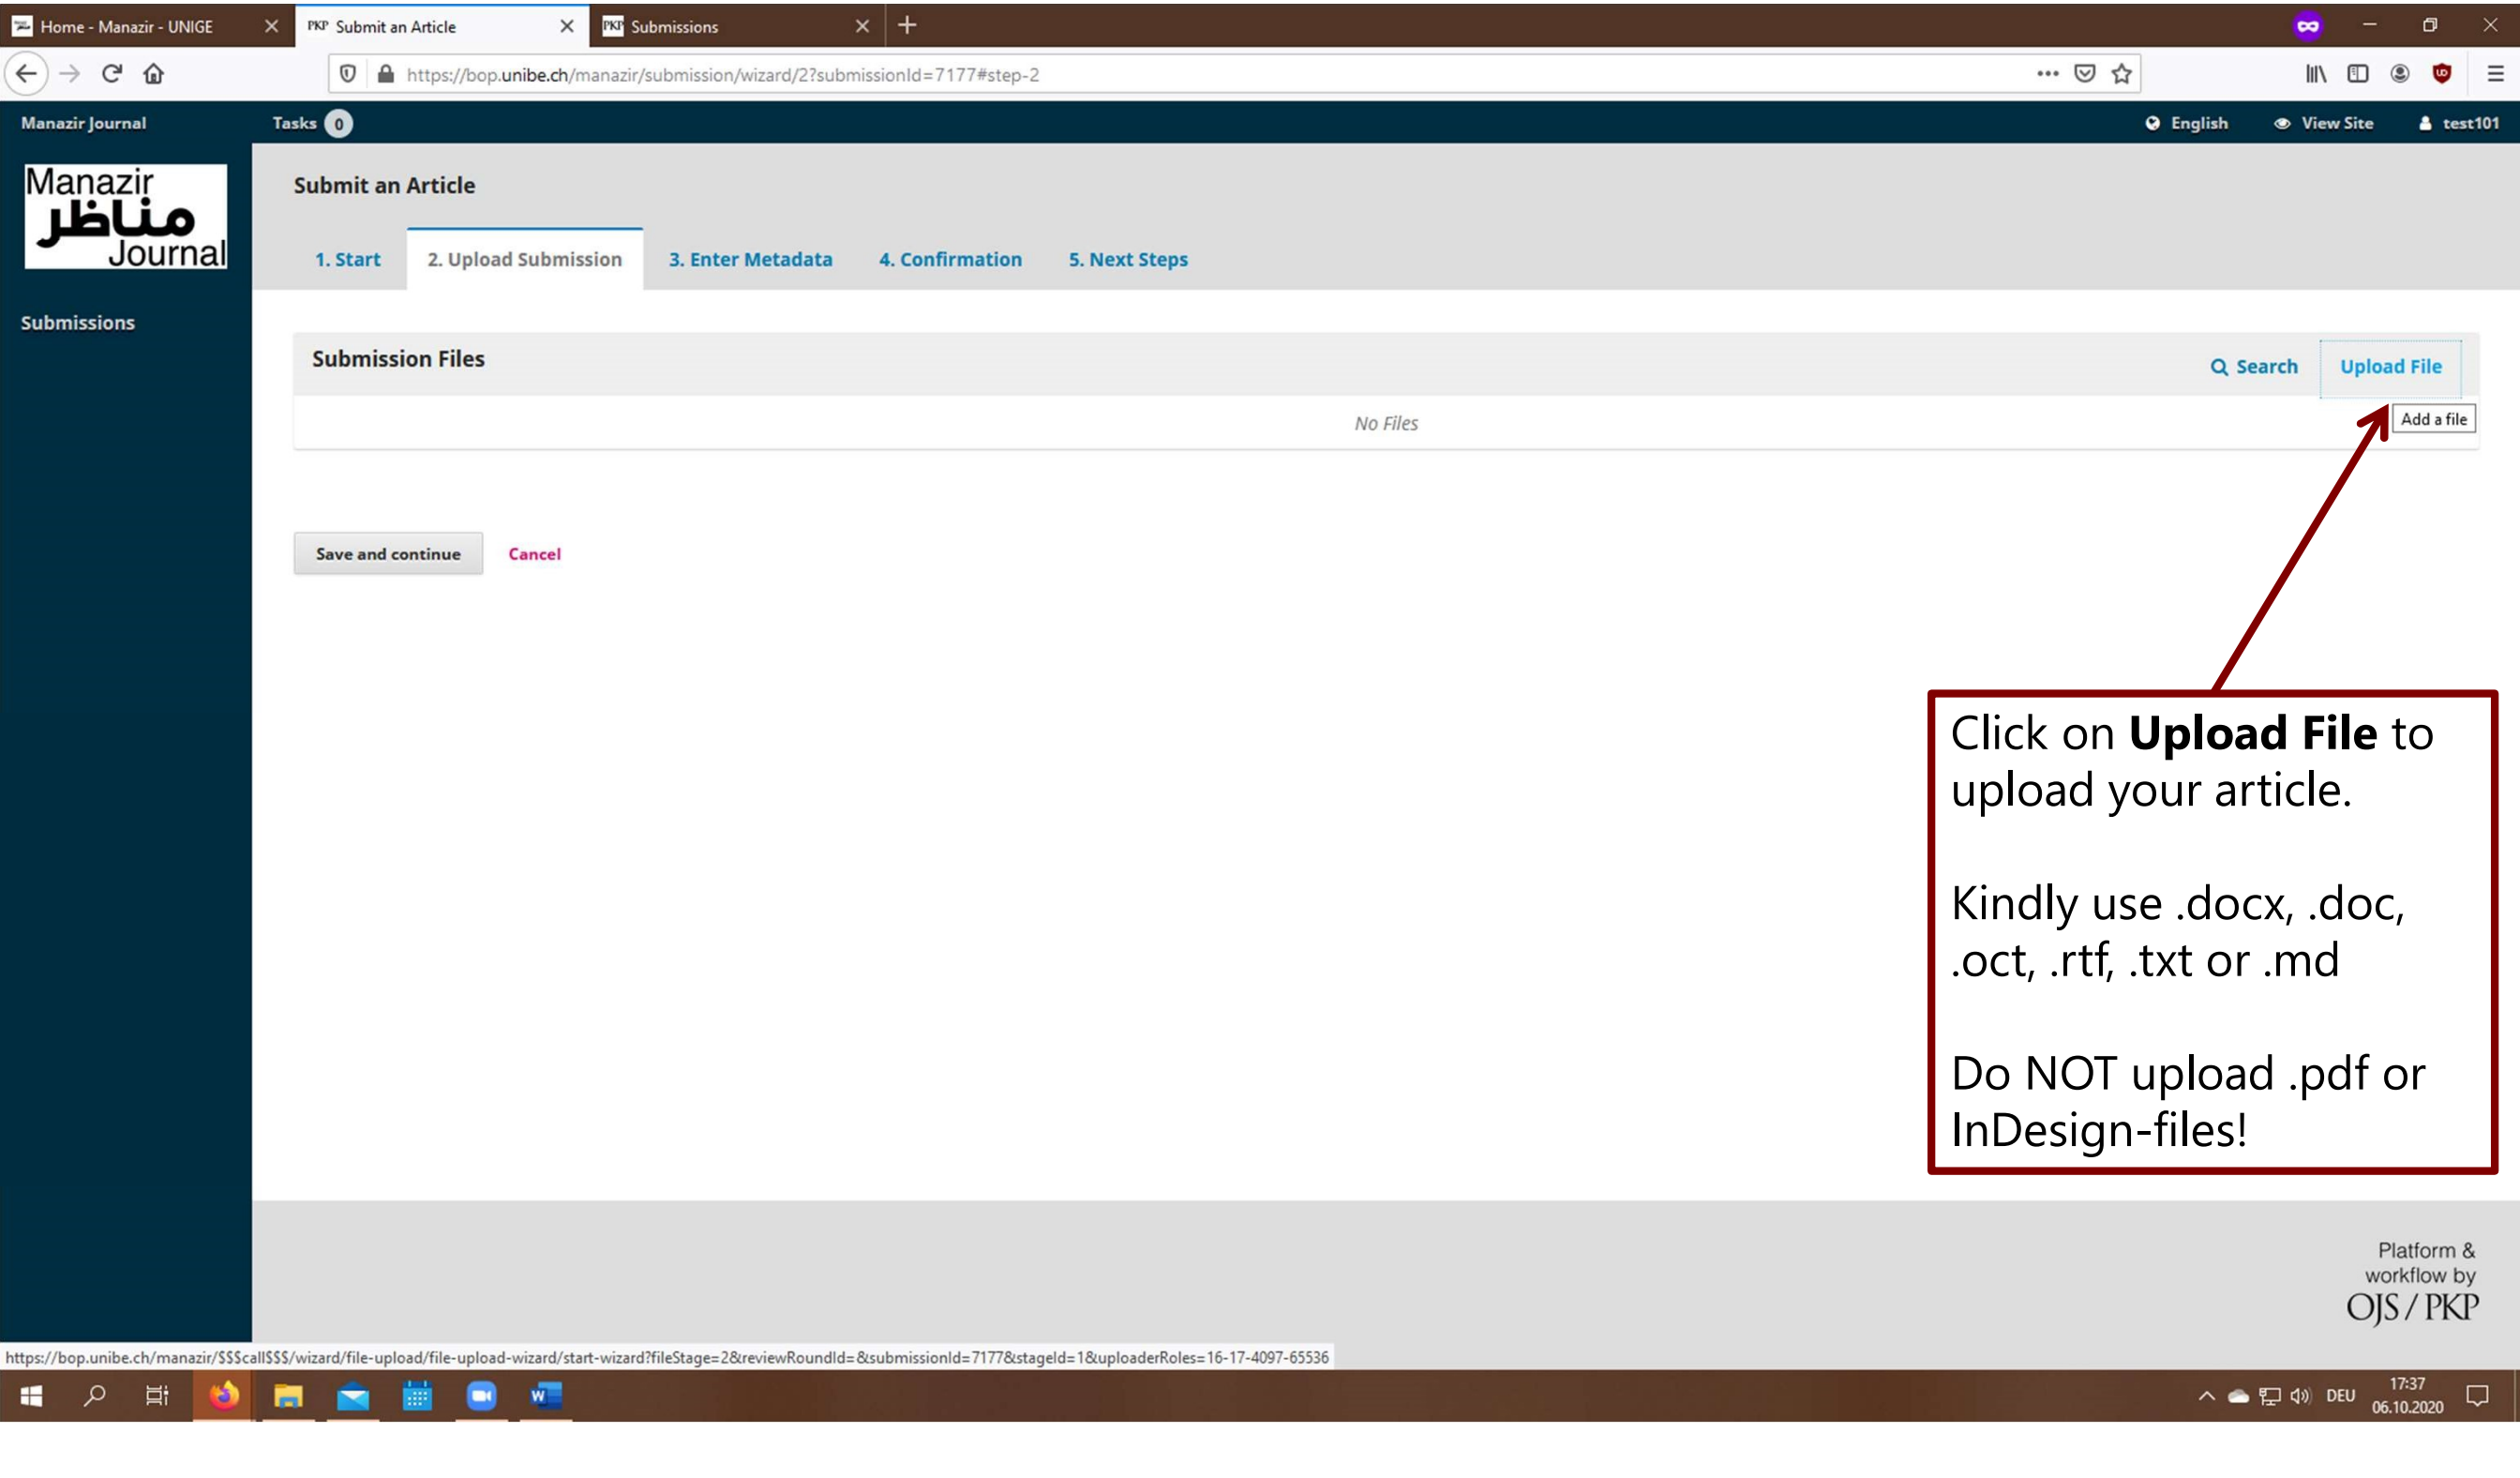 Home - Manazir - UNIGE
PKP Submit an Article
PKP Submissions
https://bop.unibe.ch/manazir/submission/wizard/2?submissionId=7177#step-2
Manazir Journal
Tasks 0
English
View Site
test101
Manazir
مناظر
Journal
Submissions
Submit an Article
1. Start
2. Upload Submission
3. Enter Metadata
4. Confirmation
5. Next Steps
Submission Files
Search
Upload File
No Files
Add a file
Save and continue
Cancel
Click on Upload File to
upload your article.
Kindly use .docx, .doc,
.oct, .rtf, .txt or .md
Do NOT upload .pdf or
InDesign-files!
Platform &
workflow by
OJS / PKP
https://bop.unibe.ch/manazir/$$$call$$$/wizard/file-upload/file-upload-wizard/start-wizard?fileStage=2&reviewRoundId=&submissionId=7177&stageId=1&uploaderRoles=16-17-4097-65536
DEU
17:37
06.10.2020